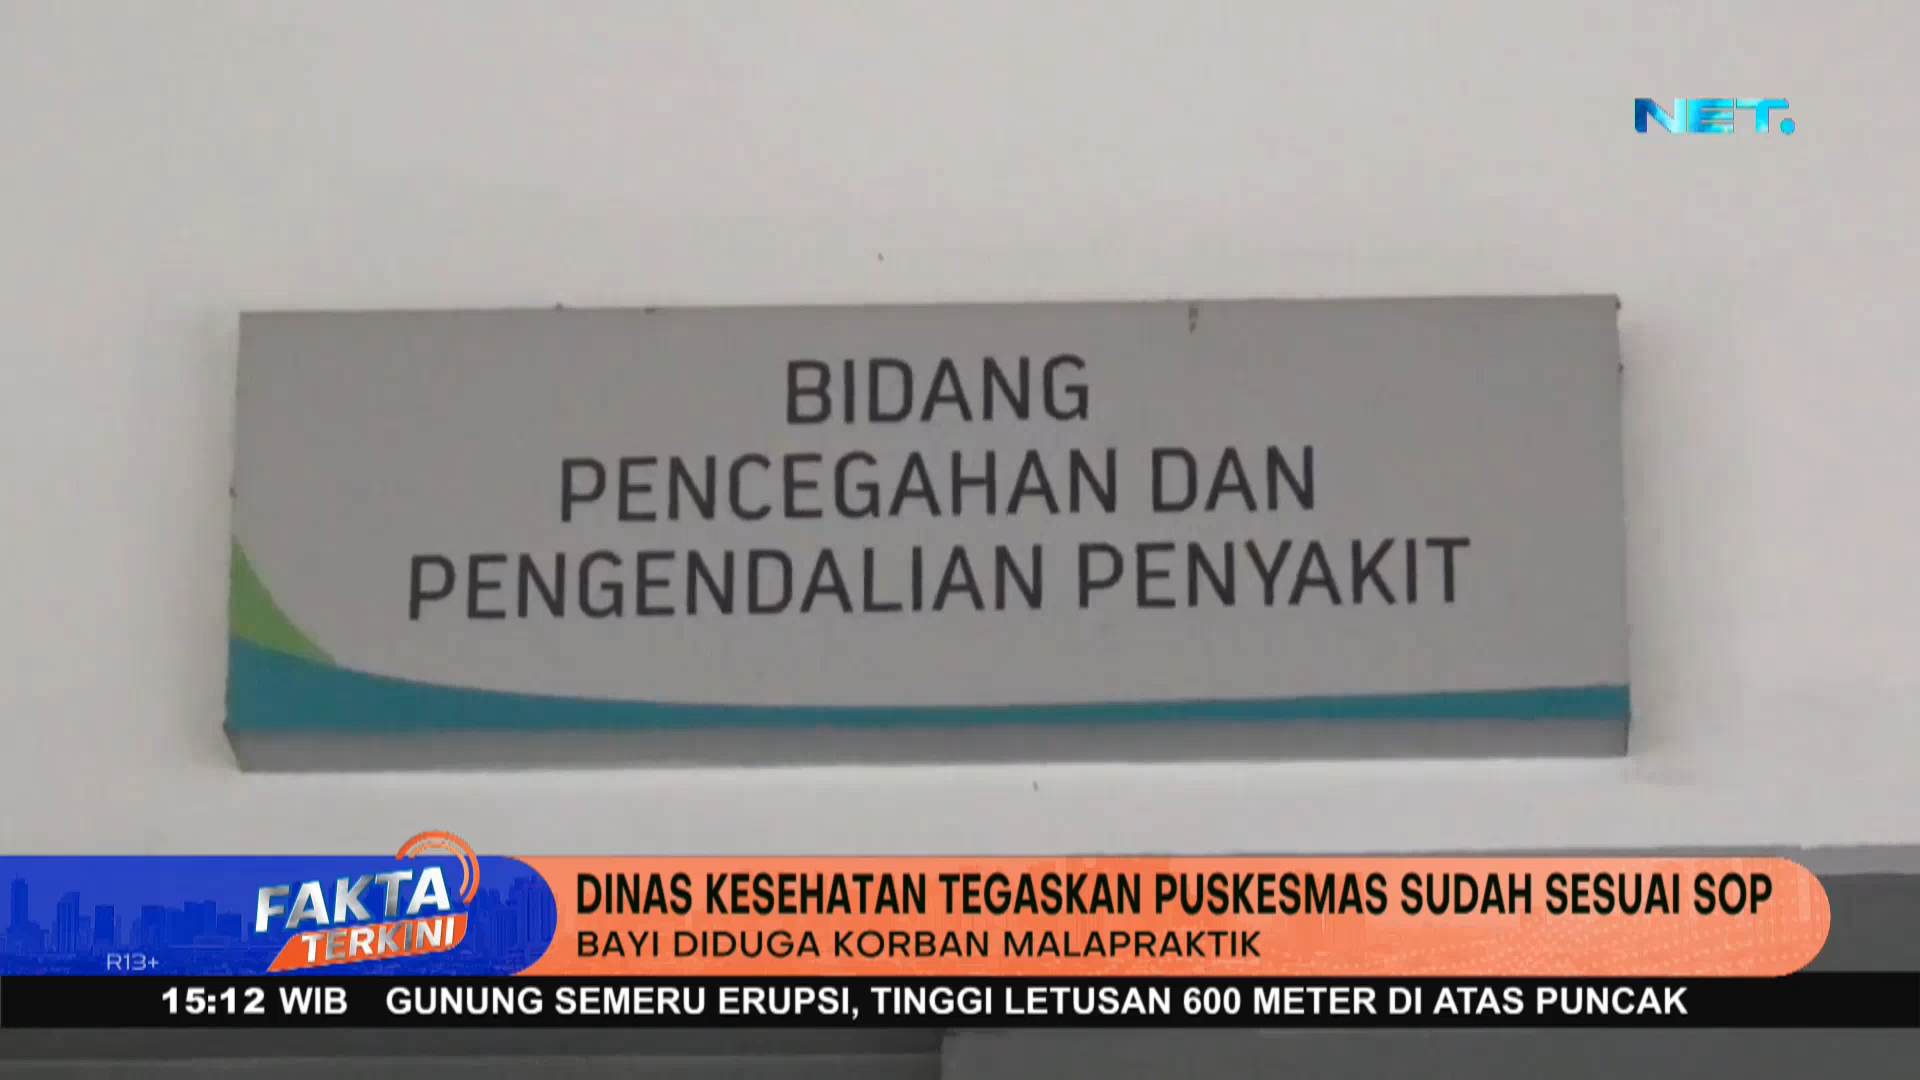 NET.
BIDANG
PENCEGAHAN DAN
PENGENDALIAN PENYAKIT
FAKTA
TERKINI
R13+
DINAS KESEHATAN TEGASKAN PUSKESMAS SUDAH SESUAI SOP
BAYI DIDUGA KORBAN MALAPRAKTIK
15:12 WIB GUNUNG SEMERU ERUPSI, TINGGI LETUSAN 600 METER DI ATAS PUNCAK